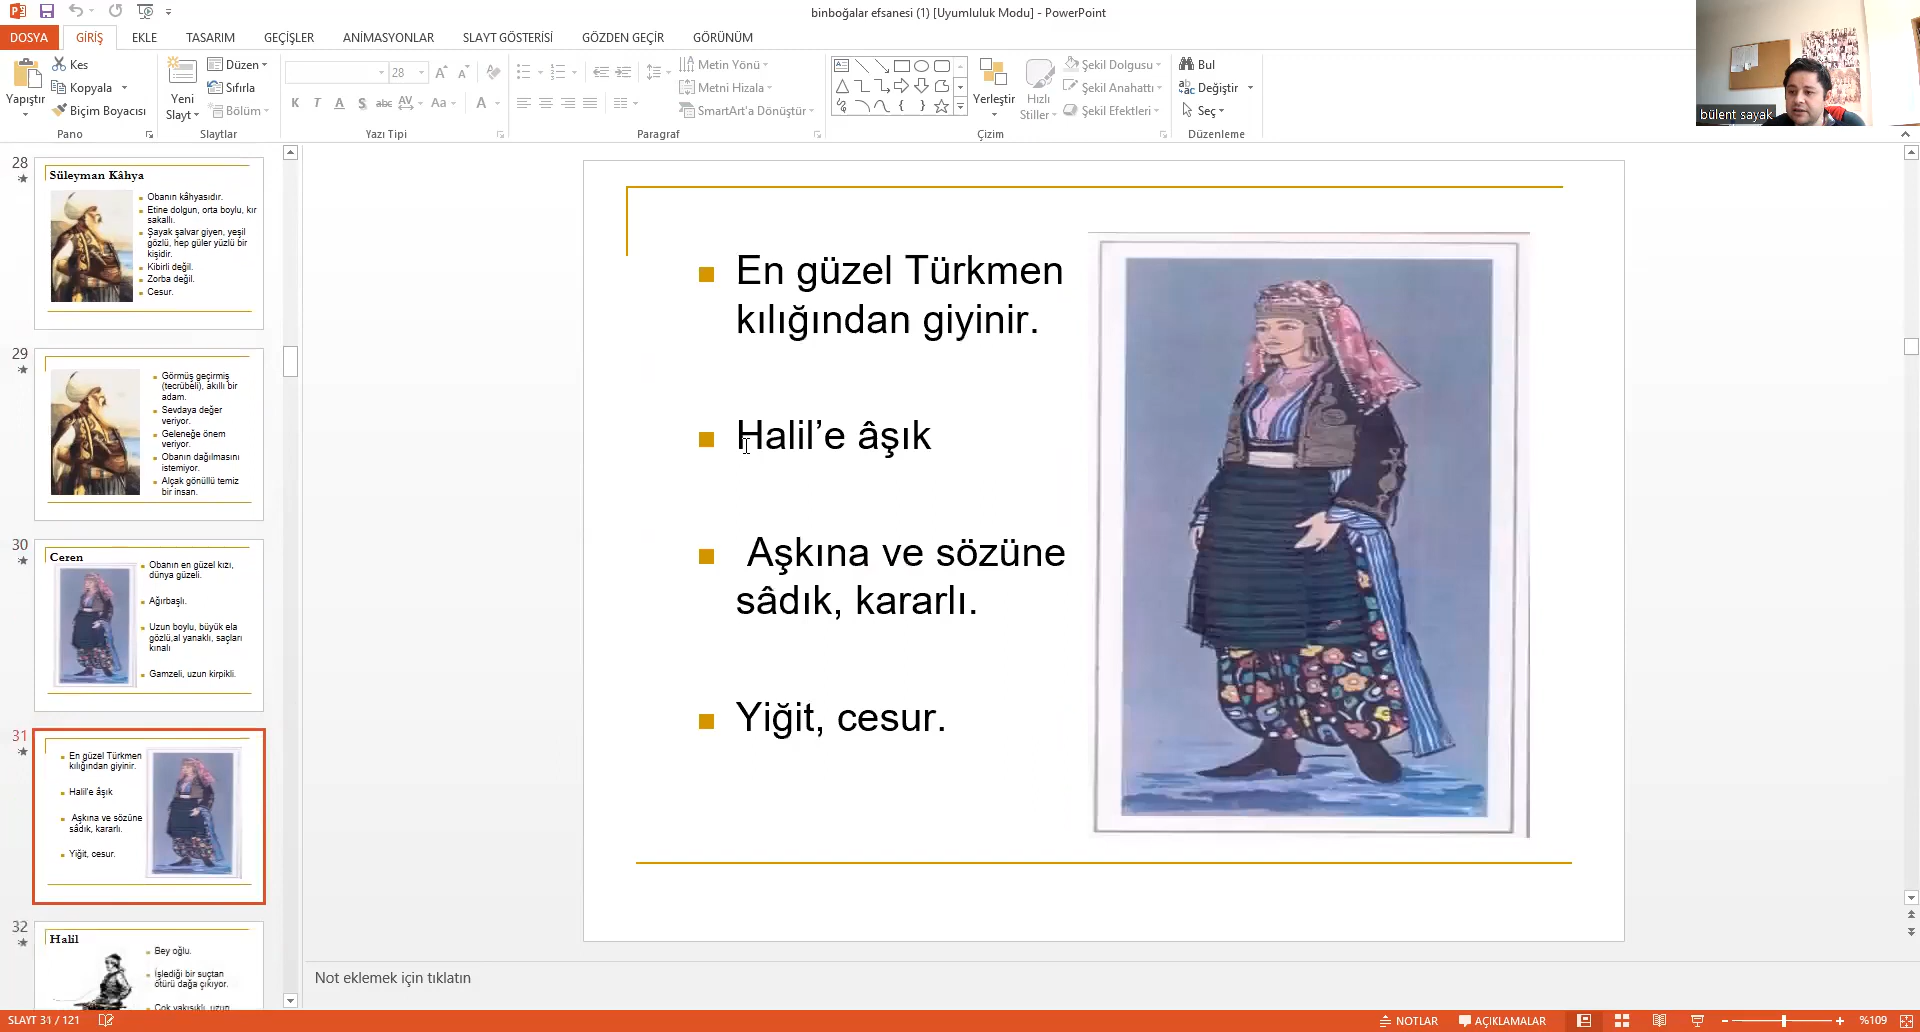 binboğalar efsanesi (1) [Uyumluluk Modu] - PowerPoint
DOSYA GİRİŞ EKLE TASARIM GEÇİŞLER ANİMASYONLAR SLAYT GÖSTERİSİ GÖZDEN GEÇİR GÖRÜNÜM
Yapıştır
Kes
Kopyala
Biçim Boyacısı
Pano
Yeni
Slayt
Düzen
Sıfırla
Bölüm
Slaytlar
28
K T A S abc AV Aa A
Yazı Tipi
Metin Yönü
Metni Hizala
SmartArt'a Dönüştür
Paragraf
Yerleştir
Hızlı
Stiller
Şekil Dolgusu
Şekil Anahattı
Şekil Efektleri
Çizim
Bul
Değiştir
Seç
Düzenleme
bülent sayak
28
Süleyman Kâhya
Obanın kâhyasıdır.
Etine dolgun, orta boylu, kır
sakallı.
Şayak şalvar giyen, yeşil
gözlü, hep güler yüzlü bir
kişidir.
Kibirli değil.
Zorba değil.
Cesur.
29
Görmüş geçirmiş
(tecrübeli), akıllı bir
adam.
Sevdaya değer
veriyor.
Geleneğe önem
veriyor.
Obanın dağılmasını
istemiyor.
Alçak gönüllü temiz
bir insan.
30
Ceren
Obanın en güzel kızı,
dünya güzeli.
Ağırbaşlı.
Uzun boylu, büyük ela
gözlü,al yanaklı, saçları
kınalı
Gamzeli, uzun kirpikli.
31
En güzel Türkmen
kılığından giyinir.
Halil'e âşık
Aşkına ve sözüne
sâdık, kararlı.
Yiğit, cesur.
32
Halil
Bey oğlu.
İşlediği bir suçtan
ötürü dağa çıkıyor.
Çok yakışıklı, uzun
En güzel Türkmen
kılığından giyinir.
Halil’e âşık
Aşkına ve sözüne
sâdık, kararlı.
Yiğit, cesur.
Not eklemek için tıklatın
SLAYT 31 / 121
NOTLAR AÇIKLAMALAR %109